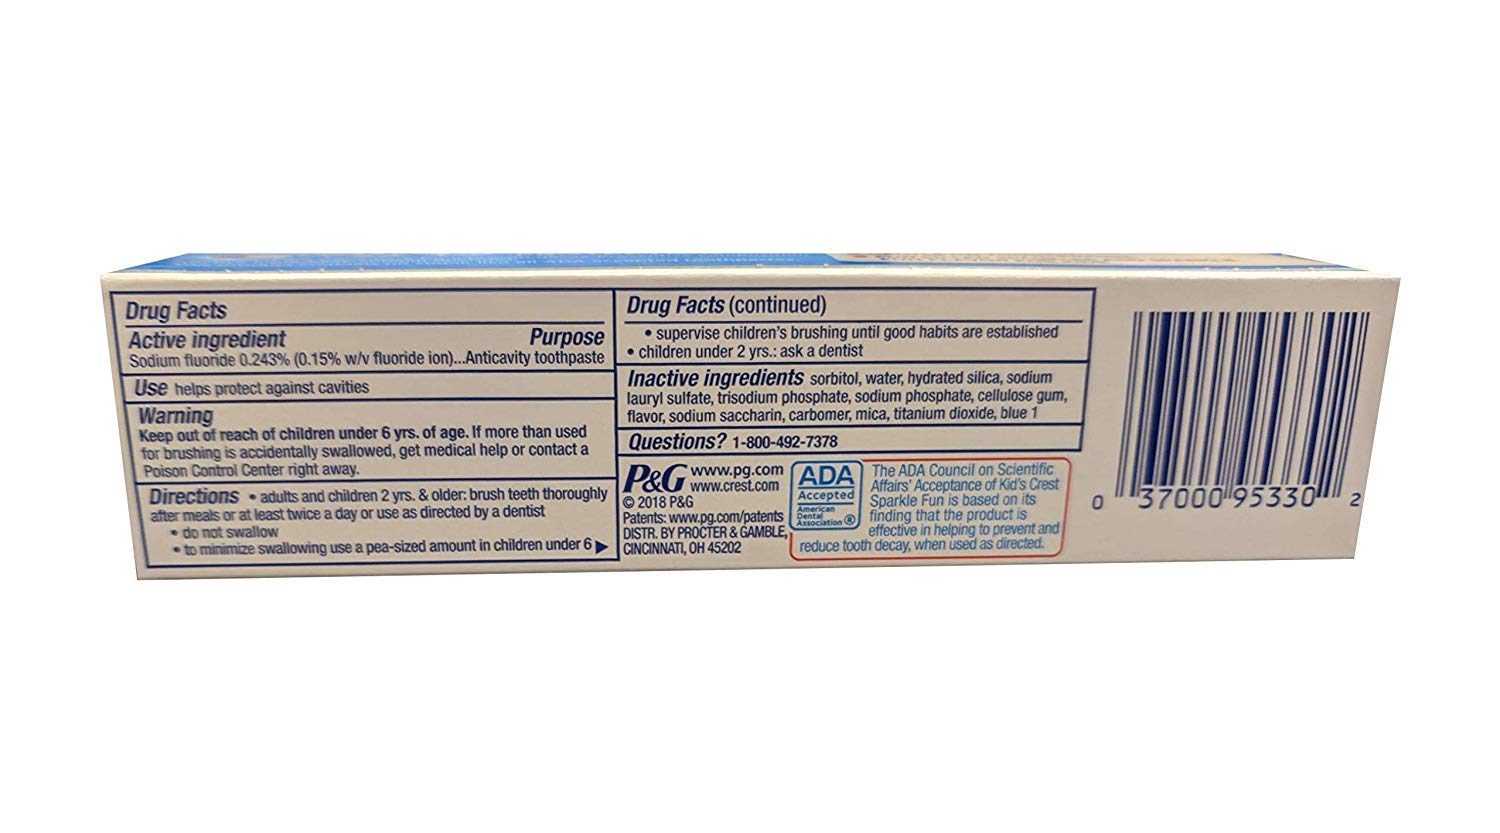 Drug Facts
Active ingredient Purpose
Sodium fluoride 0.243% (0.15% w/v fluoride ion)...Anticavity toothpaste
Use helps protect against cavities
Warning
Keep out of reach of children under 6 yrs. of age. If more than used
for brushing is accidentally swallowed, get medical help or contact a
Poison Control Center right away.
Directions • adults and children 2 yrs. & older: brush teeth thoroughly
after meals or at least twice a day or use as directed by a dentist
• do not swallow
• to minimize swallowing use a pea-sized amount in children under 6 ▶
Drug Facts (continued)
• supervise children's brushing until good habits are established
• children under 2 yrs.: ask a dentist
Inactive ingredients sorbitol, water, hydrated silica, sodium
lauryl sulfate, trisodium phosphate, sodium phosphate, cellulose gum,
flavor, sodium saccharin, carbomer, mica, titanium dioxide, blue 1
Questions? 1-800-492-7378
P&G www.pg.com
www.crest.com
© 2018 P&G
Patents: www.pg.com/patents
DISTR. BY PROCTER & GAMBLE,
CINCINNATI, OH 45202
ADA
Accepted
American
Dental
Association ®
The ADA Council on Scientific
Affairs' Acceptance of Kid's Crest
Sparkle Fun is based on its
finding that the product is
effective in helping to prevent and
reduce tooth decay, when used as directed.
0 37000 95330 2